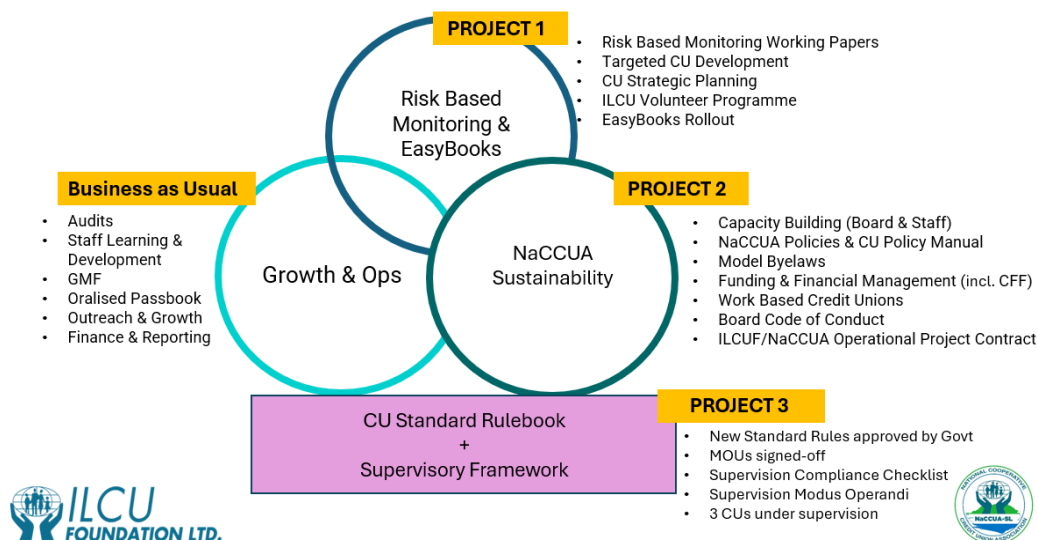 PROJECT 1
• Risk Based Monitoring Working Papers
• Targeted CU Development
• CU Strategic Planning
• ILCU Volunteer Programme
• EasyBooks Rollout
Risk Based
Monitoring &
EasyBooks
Business as Usual
• Audits
• Staff Learning &
Development
• GMF
• Oralised Passbook
• Outreach & Growth
• Finance & Reporting
Growth & Ops
NaCCUA
Sustainability
PROJECT 2
• Capacity Building (Board & Staff)
• NaCCUA Policies & CU Policy Manual
• Model Byelaws
• Funding & Financial Management (incl. CFF)
• Work Based Credit Unions
• Board Code of Conduct
• ILCUF/NaCCUA Operational Project Contract
CU Standard Rulebook
+
Supervisory Framework
PROJECT 3
• New Standard Rules approved by Govt
• MOUs signed-off
• Supervision Compliance Checklist
• Supervision Modus Operandi
• 3 CUs under supervision
ILCU
FOUNDATION LTD.
NATIONAL COOPERATIVE
NaCCUA-SL
CREDIT UNION ASSOCIATION